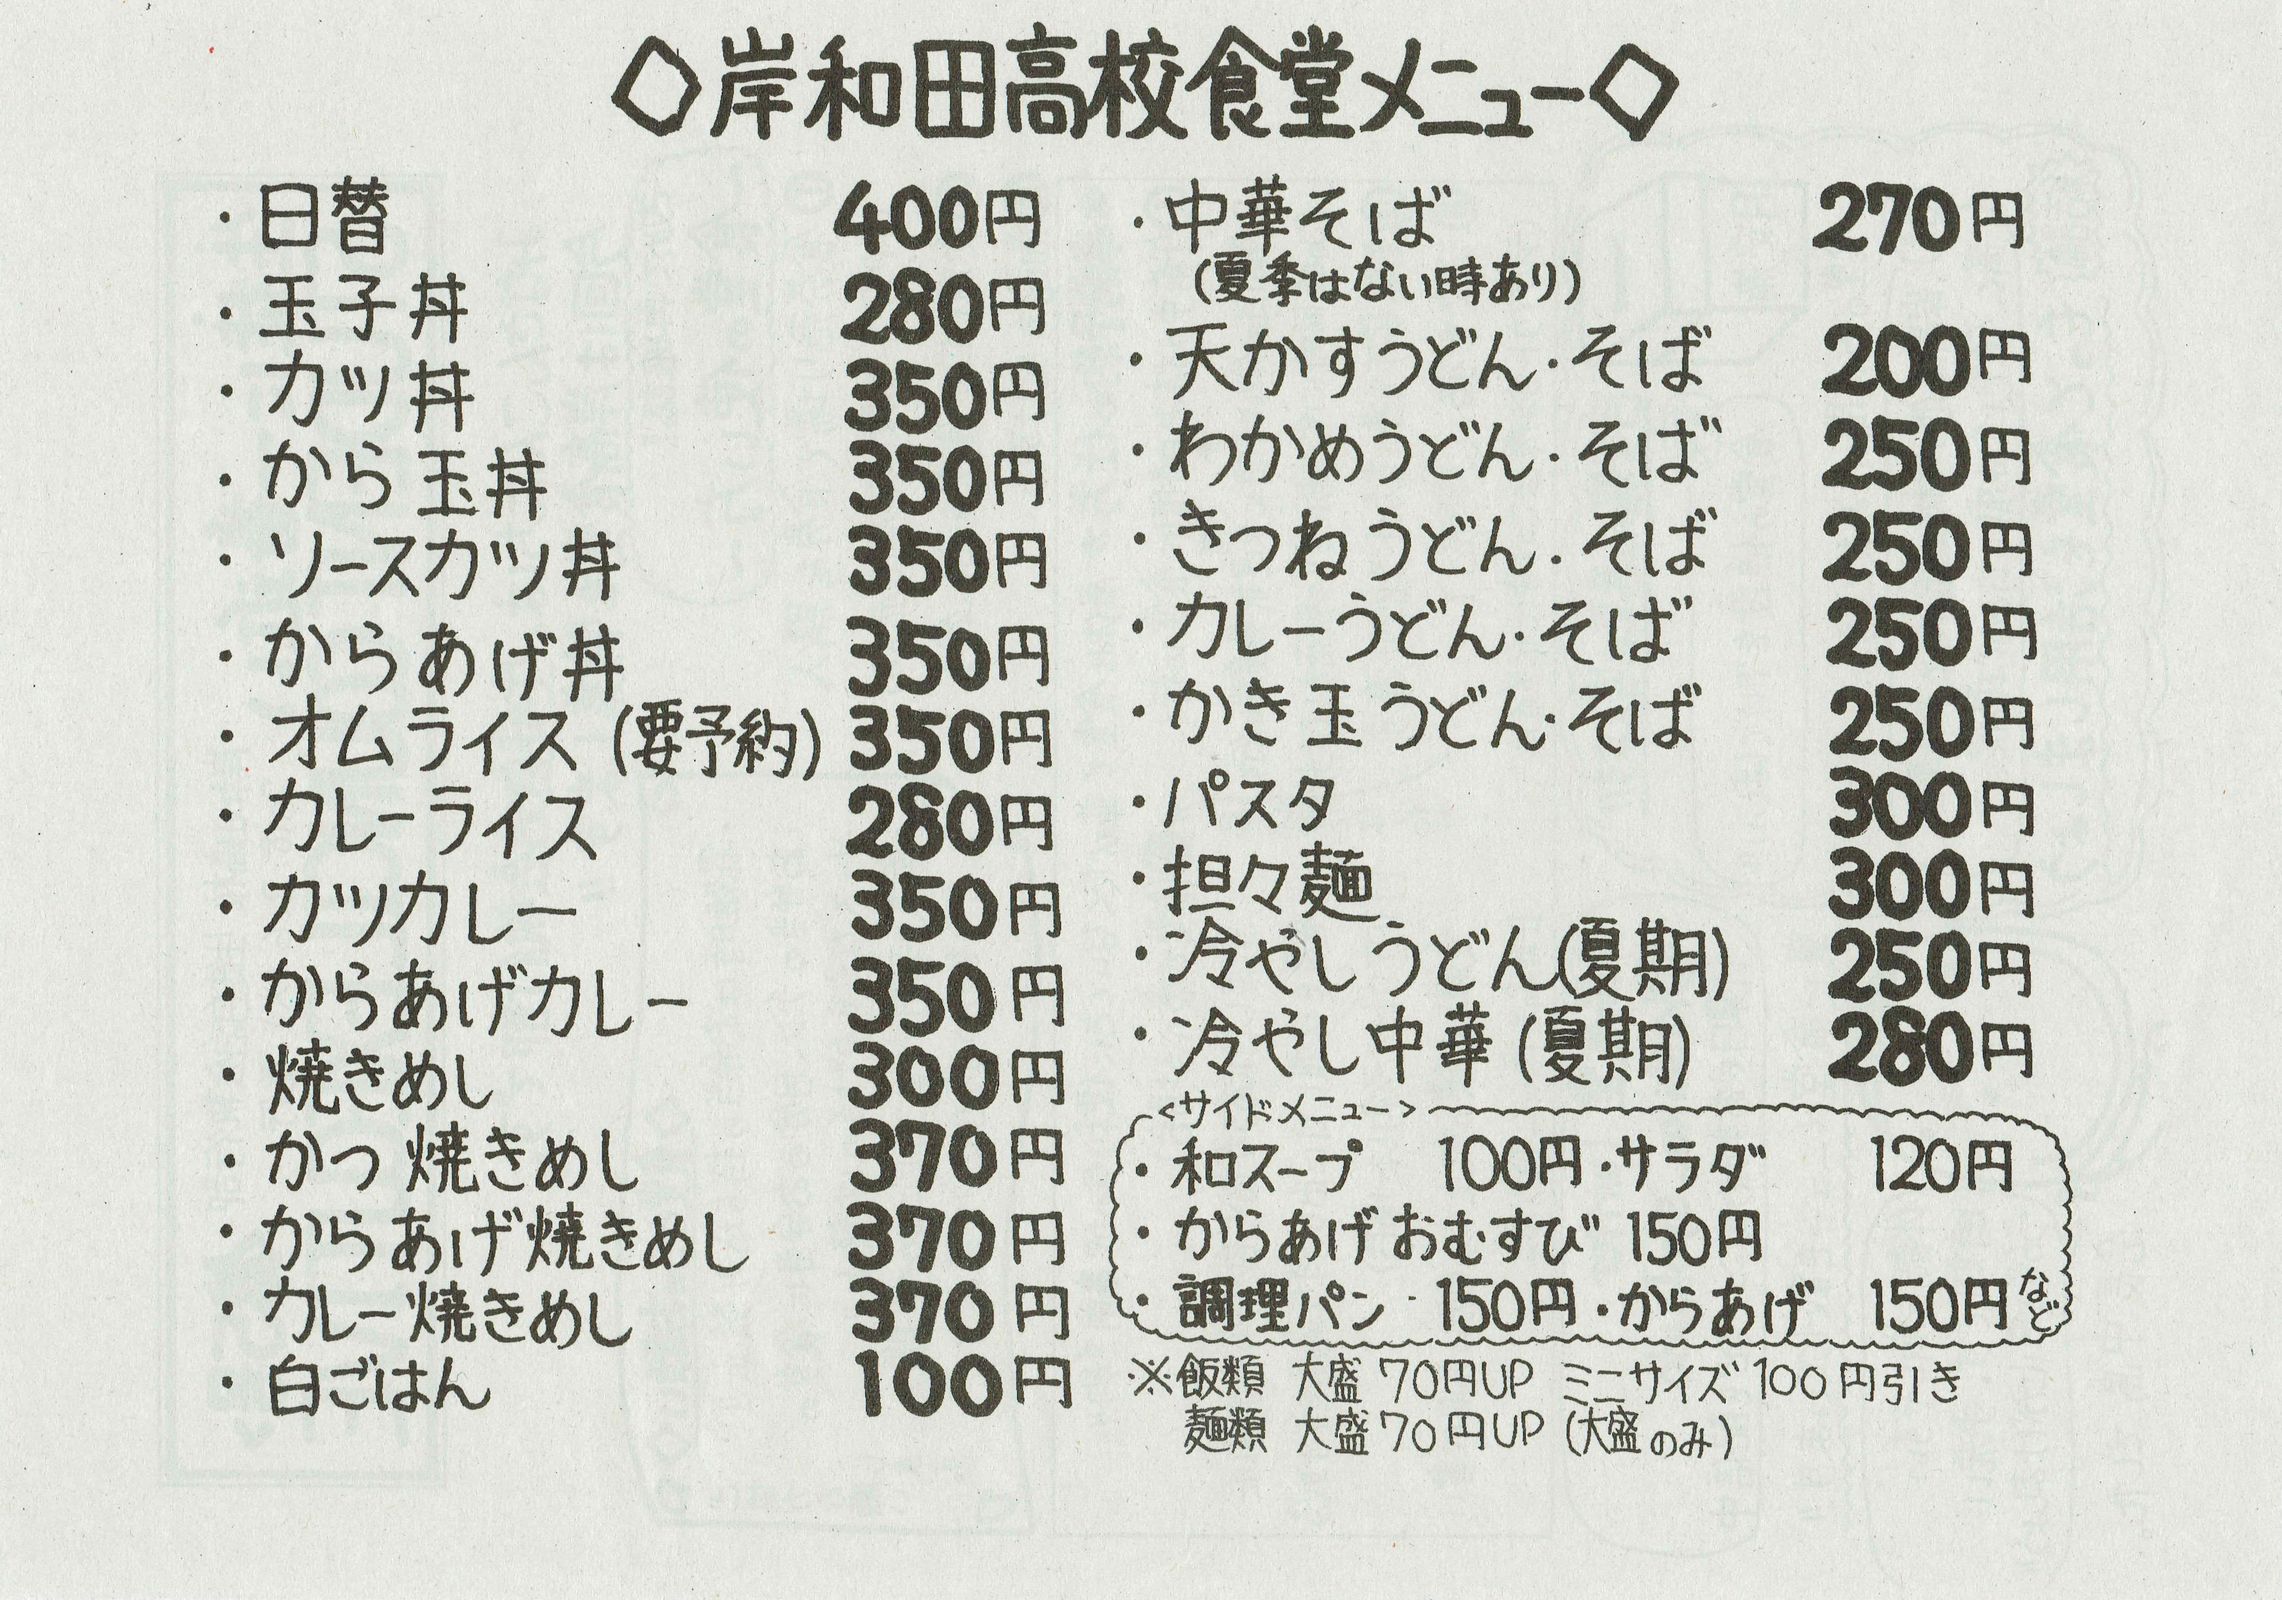 ◇岸和田高校食堂メニュー◇
・日替 400円
・玉子丼 280円
・カツ丼 350円
・から玉丼 350円
・ソースカツ丼 350円
・からあげ丼 350円
・オムライス (要予約) 350円
・カレーライス 280円
・カツカレー 350円
・からあげカレー 350円
・焼きめし 300円
・かつ焼きめし 370円
・からあげ焼きめし 370円
・カレー焼きめし 370円
・白ごはん 100円
・中華そば 270円
(夏季はない時あり)
・天かすうどん・そば 200円
・わかめうどん・そば 250円
・きつねうどん・そば 250円
・カレーうどん・そば 250円
・かき玉うどん・そば 250円
・パスタ 300円
・担々麺 300円
・冷やしうどん(夏期) 250円
・冷やし中華(夏期) 280円
<サイドメニュー>
・和スープ 100円・サラダ 120円
・からあげおむすび 150円
・調理パン 150円・からあげ 150円など
※飯類 大盛70円UP ミニサイズ100円引き
麺類 大盛70円UP (大盛のみ)